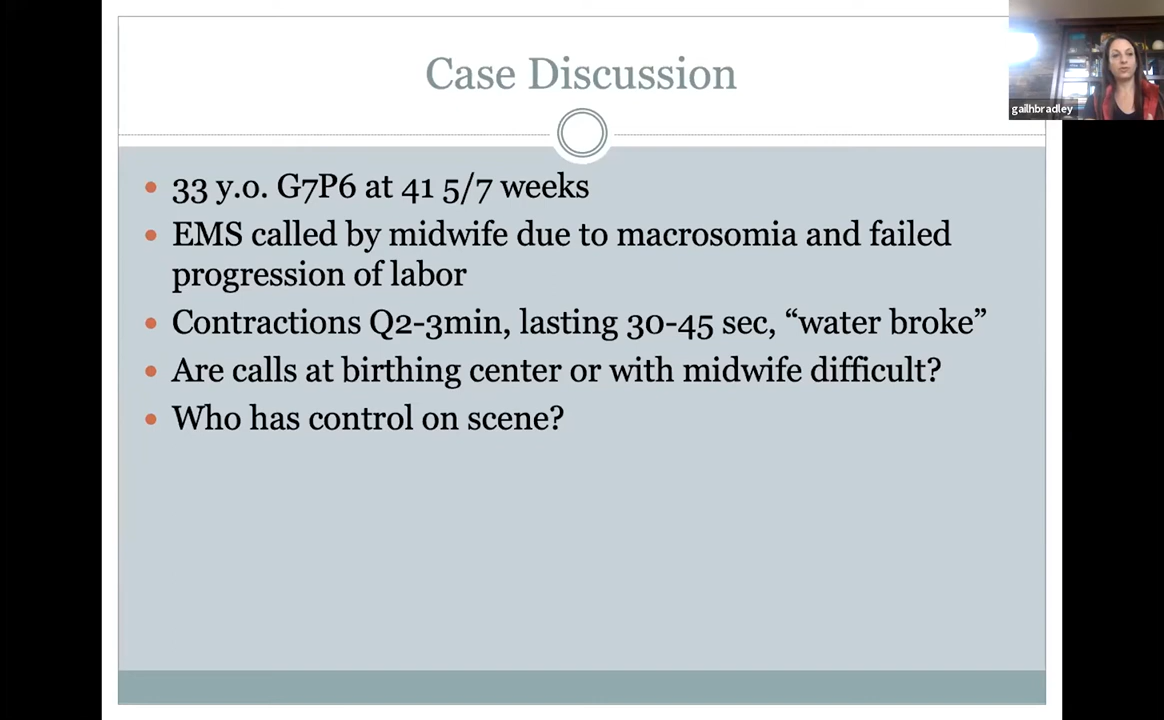 Case Discussion
gailhbradley
• 33 y.o. G7P6 at 41 5/7 weeks
• EMS called by midwife due to macrosomia and failed
progression of labor
• Contractions Q2-3min, lasting 30-45 sec, “water broke”
• Are calls at birthing center or with midwife difficult?
• Who has control on scene?